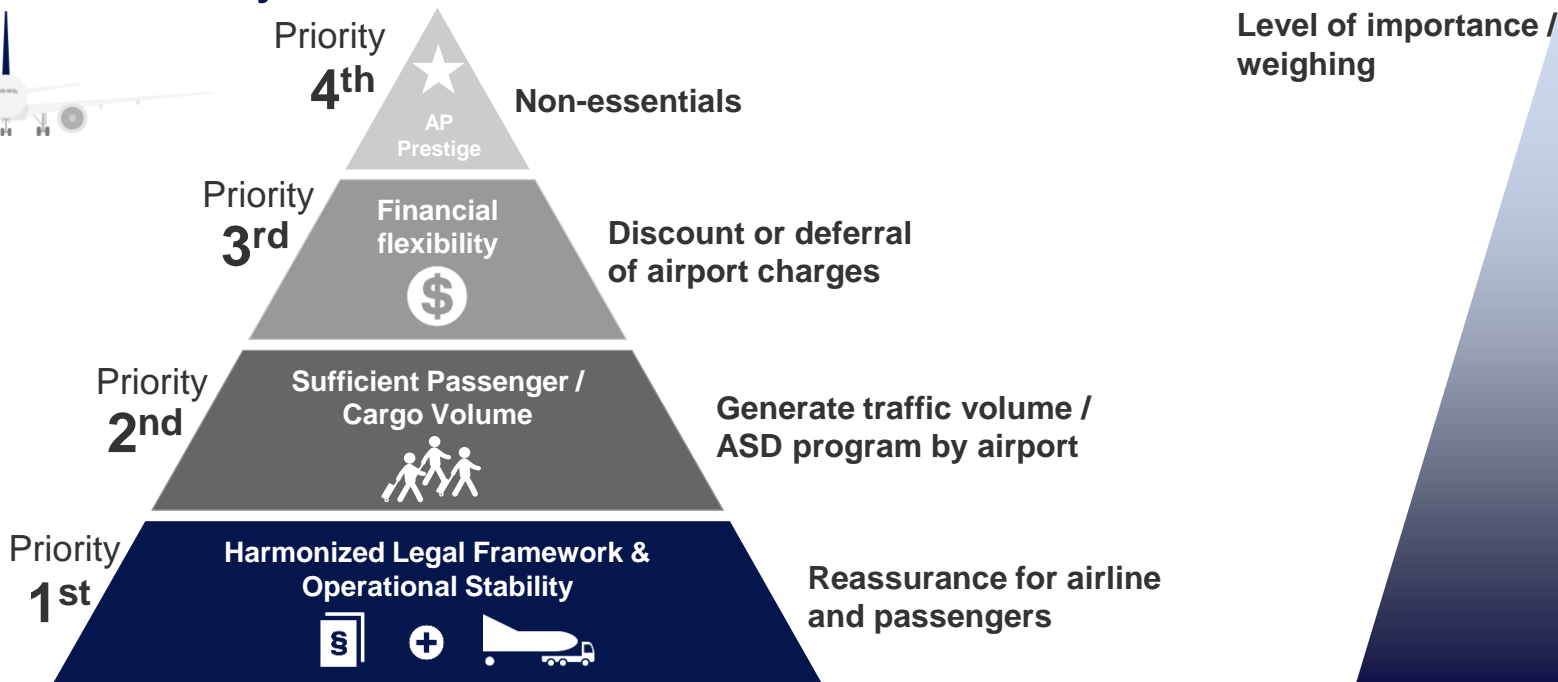 Priority
4th
AP
Prestige
Non-essentials
Level of importance /
weighing
Priority
3rd
Financial
flexibility
$
Discount or deferral
of airport charges
Priority
2nd
Sufficient Passenger /
Cargo Volume
Generate traffic volume /
ASD program by airport
Priority
1st
Harmonized Legal Framework &
Operational Stability
§ +
Reassurance for airline
and passengers